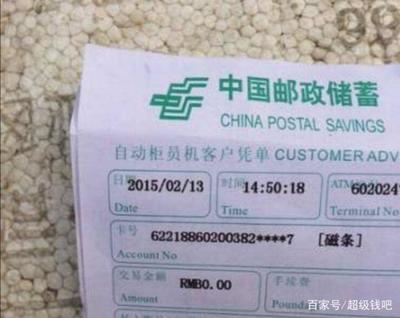 中国邮政储蓄
CHINA POSTAL SAVINGS
自动柜员机客户凭单 CUSTOMER ADV
日期 2015/02/13 时间 14:50:18 ATM 6020247
Date Time Terminal No
卡号 62218860200382****7 [磁条]
Account No
交易金额 RMB0.00 手续费
Amount Pounda
百家号/超级钱吧